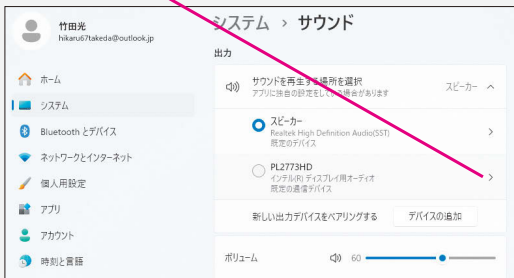 竹田光
hikaru67takeda@outlook.jp
ホーム
システム
Bluetooth とデバイス
ネットワークとインターネット
個人用設定
アプリ
アカウント
時刻と言語
システム › サウンド
出力
サウンドを再生する場所を選択
アプリに独自の設定をしている場合があります
スピーカー
スピーカー
Realtek High Definition Audio(SST)
既定のデバイス
PL2773HD
インテル(R) ディスプレイ用オーディオ
既定の通信デバイス
新しい出力デバイスをペアリングする
デバイスの追加
ボリューム
60